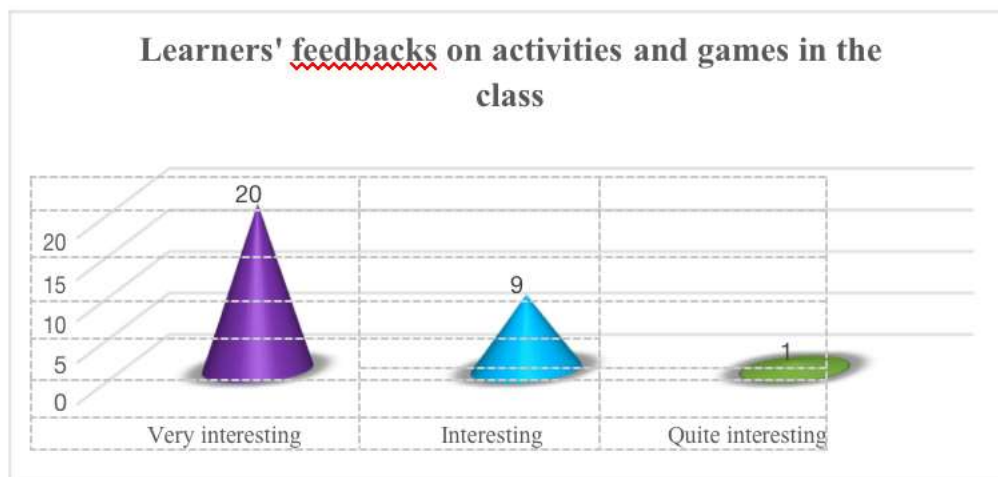 Learners' feedbacks on activities and games in the
class
20
20
15
9
10
5
1
0
Very interesting Interesting Quite interesting